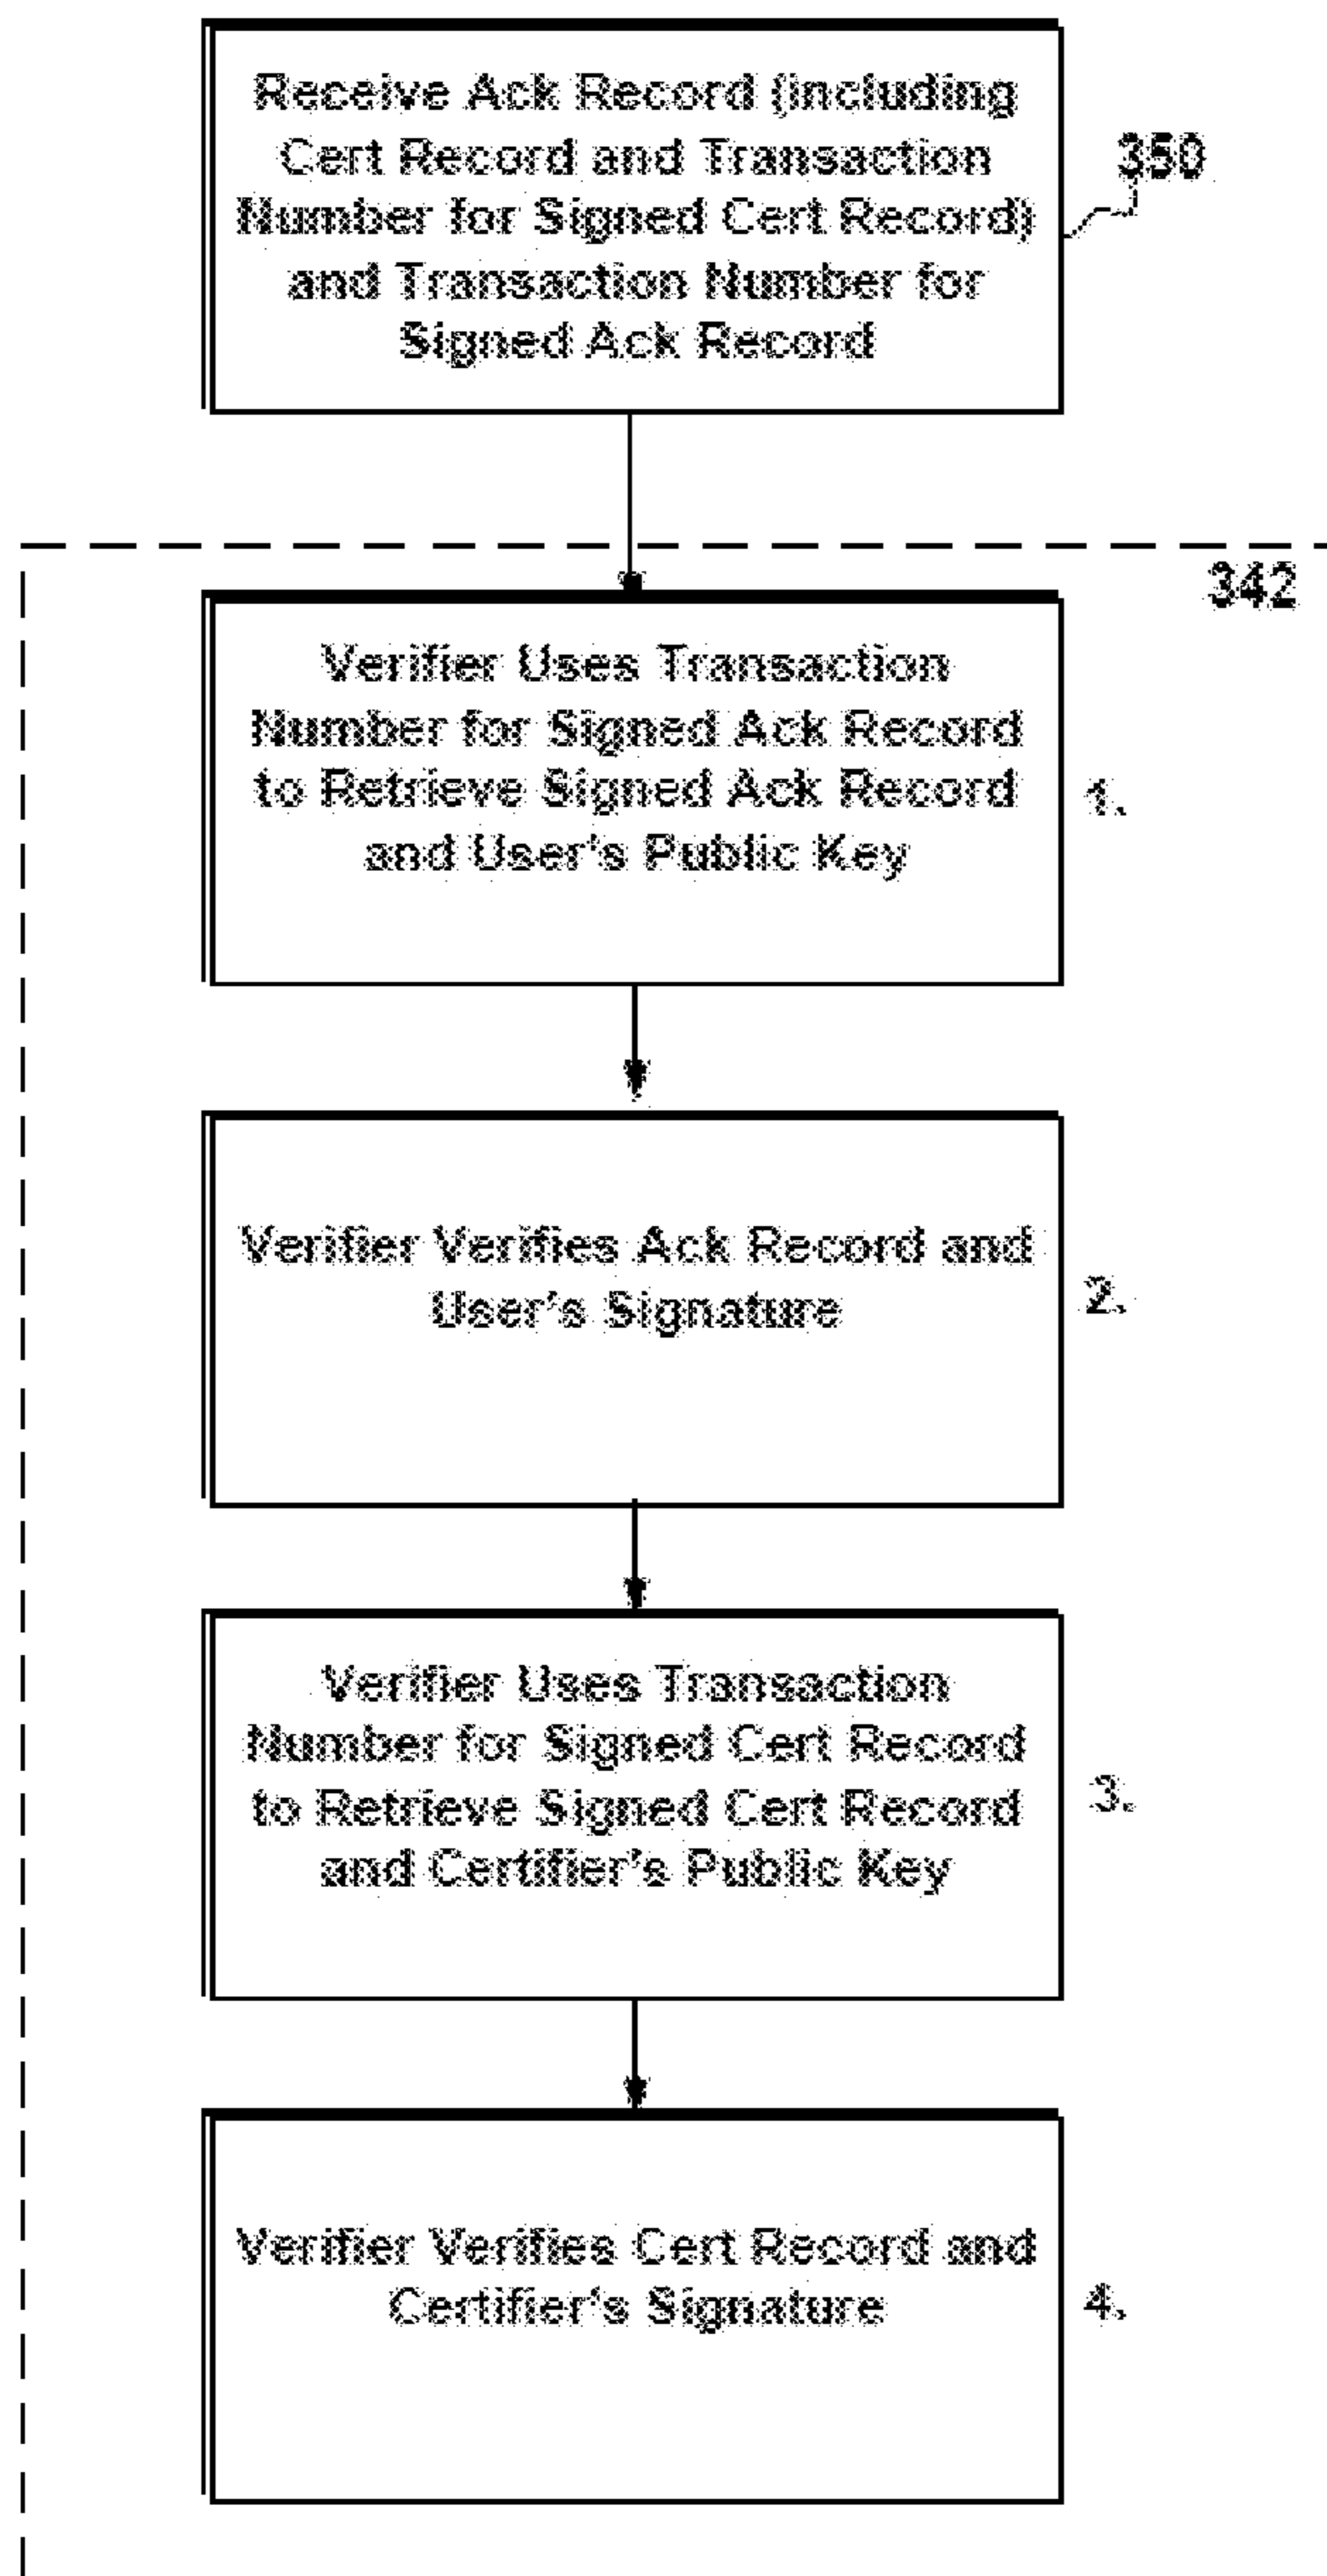 Receive Ack Record (including
Cert Record and Transaction
Number for Signed Cert Record)
and Transaction Number for
Signed Ack Record
350
342
Verifier Uses Transaction
Number for Signed Ack Record
to Retrieve Signed Ack Record
and User's Public Key
1.
Verifier Verifies Ack Record and
User's Signature
2.
Verifier Uses Transaction
Number for Signed Cert Record
to Retrieve Signed Cert Record
and Certifier's Public Key
3.
Verifier Verifies Cert Record and
Certifier's Signature
4.